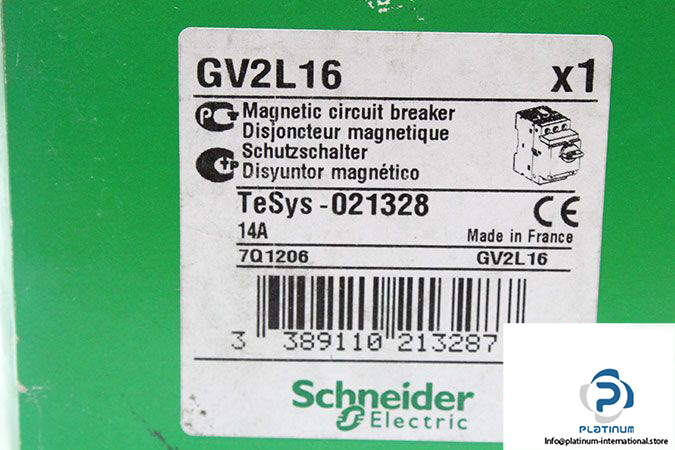 GV2L16 x1
Magnetic circuit breaker
Disjoncteur magnetique
Schutzschalter
Disyuntor magnético
TeSys - 021328
14A Made in France
7Q1206 GV2L16
3 389110 213287
Schneider
Electric
PLATINUM
Info@platinum-international.store